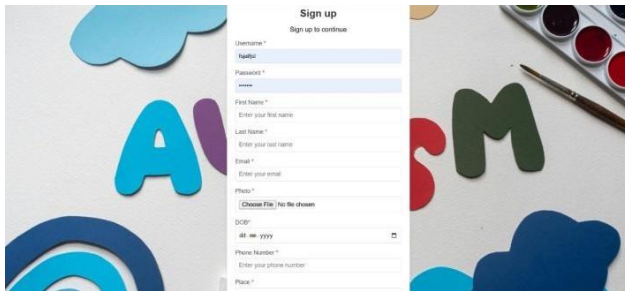 Sign up
Sign up to continue
Username *
Password *
•••••••
First Name *
Enter your first name
Last Name *
Enter your last name
Email *
Enter your email
Photo *
Choose File No file chosen
DOB*
dd-mm-yyyy
Phone Number *
Enter your phone number
Place *
A
S M